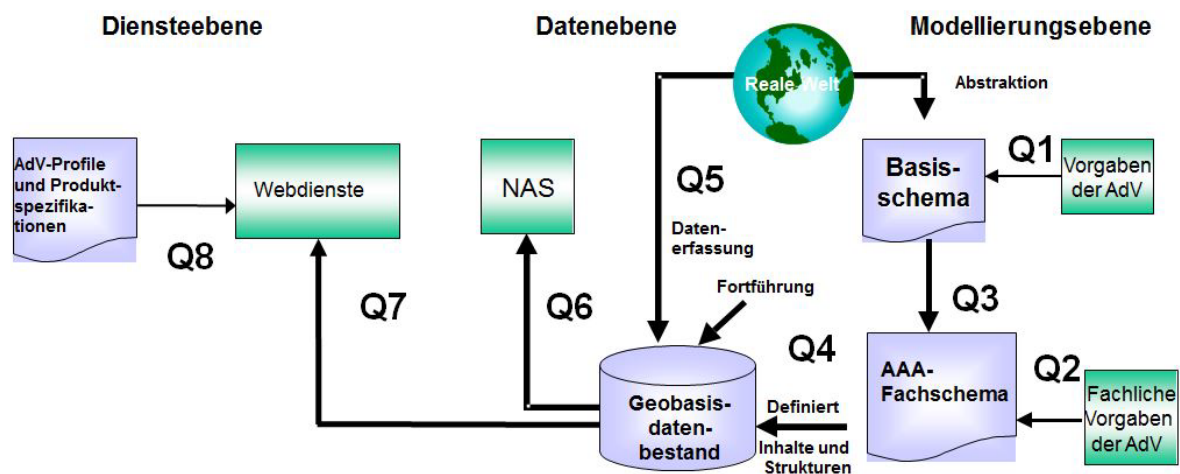 Diensteebene
Datenebene
Modellierungsebene
Reale Welt
Abstraktion
AdV-Profile
und Produkt-
spezifika-
tionen
Webdienste
NAS
Q5
Basis-
schema
Q1
Vorgaben
der AdV
Q8
Daten-
erfassung
Q7
Q6
Fortführung
Q3
Q4
AAA-
Fachschema
Q2
Geobasis-
daten-
bestand
Definiert
Inhalte und
Strukturen
Fachliche
Vorgaben
der AdV